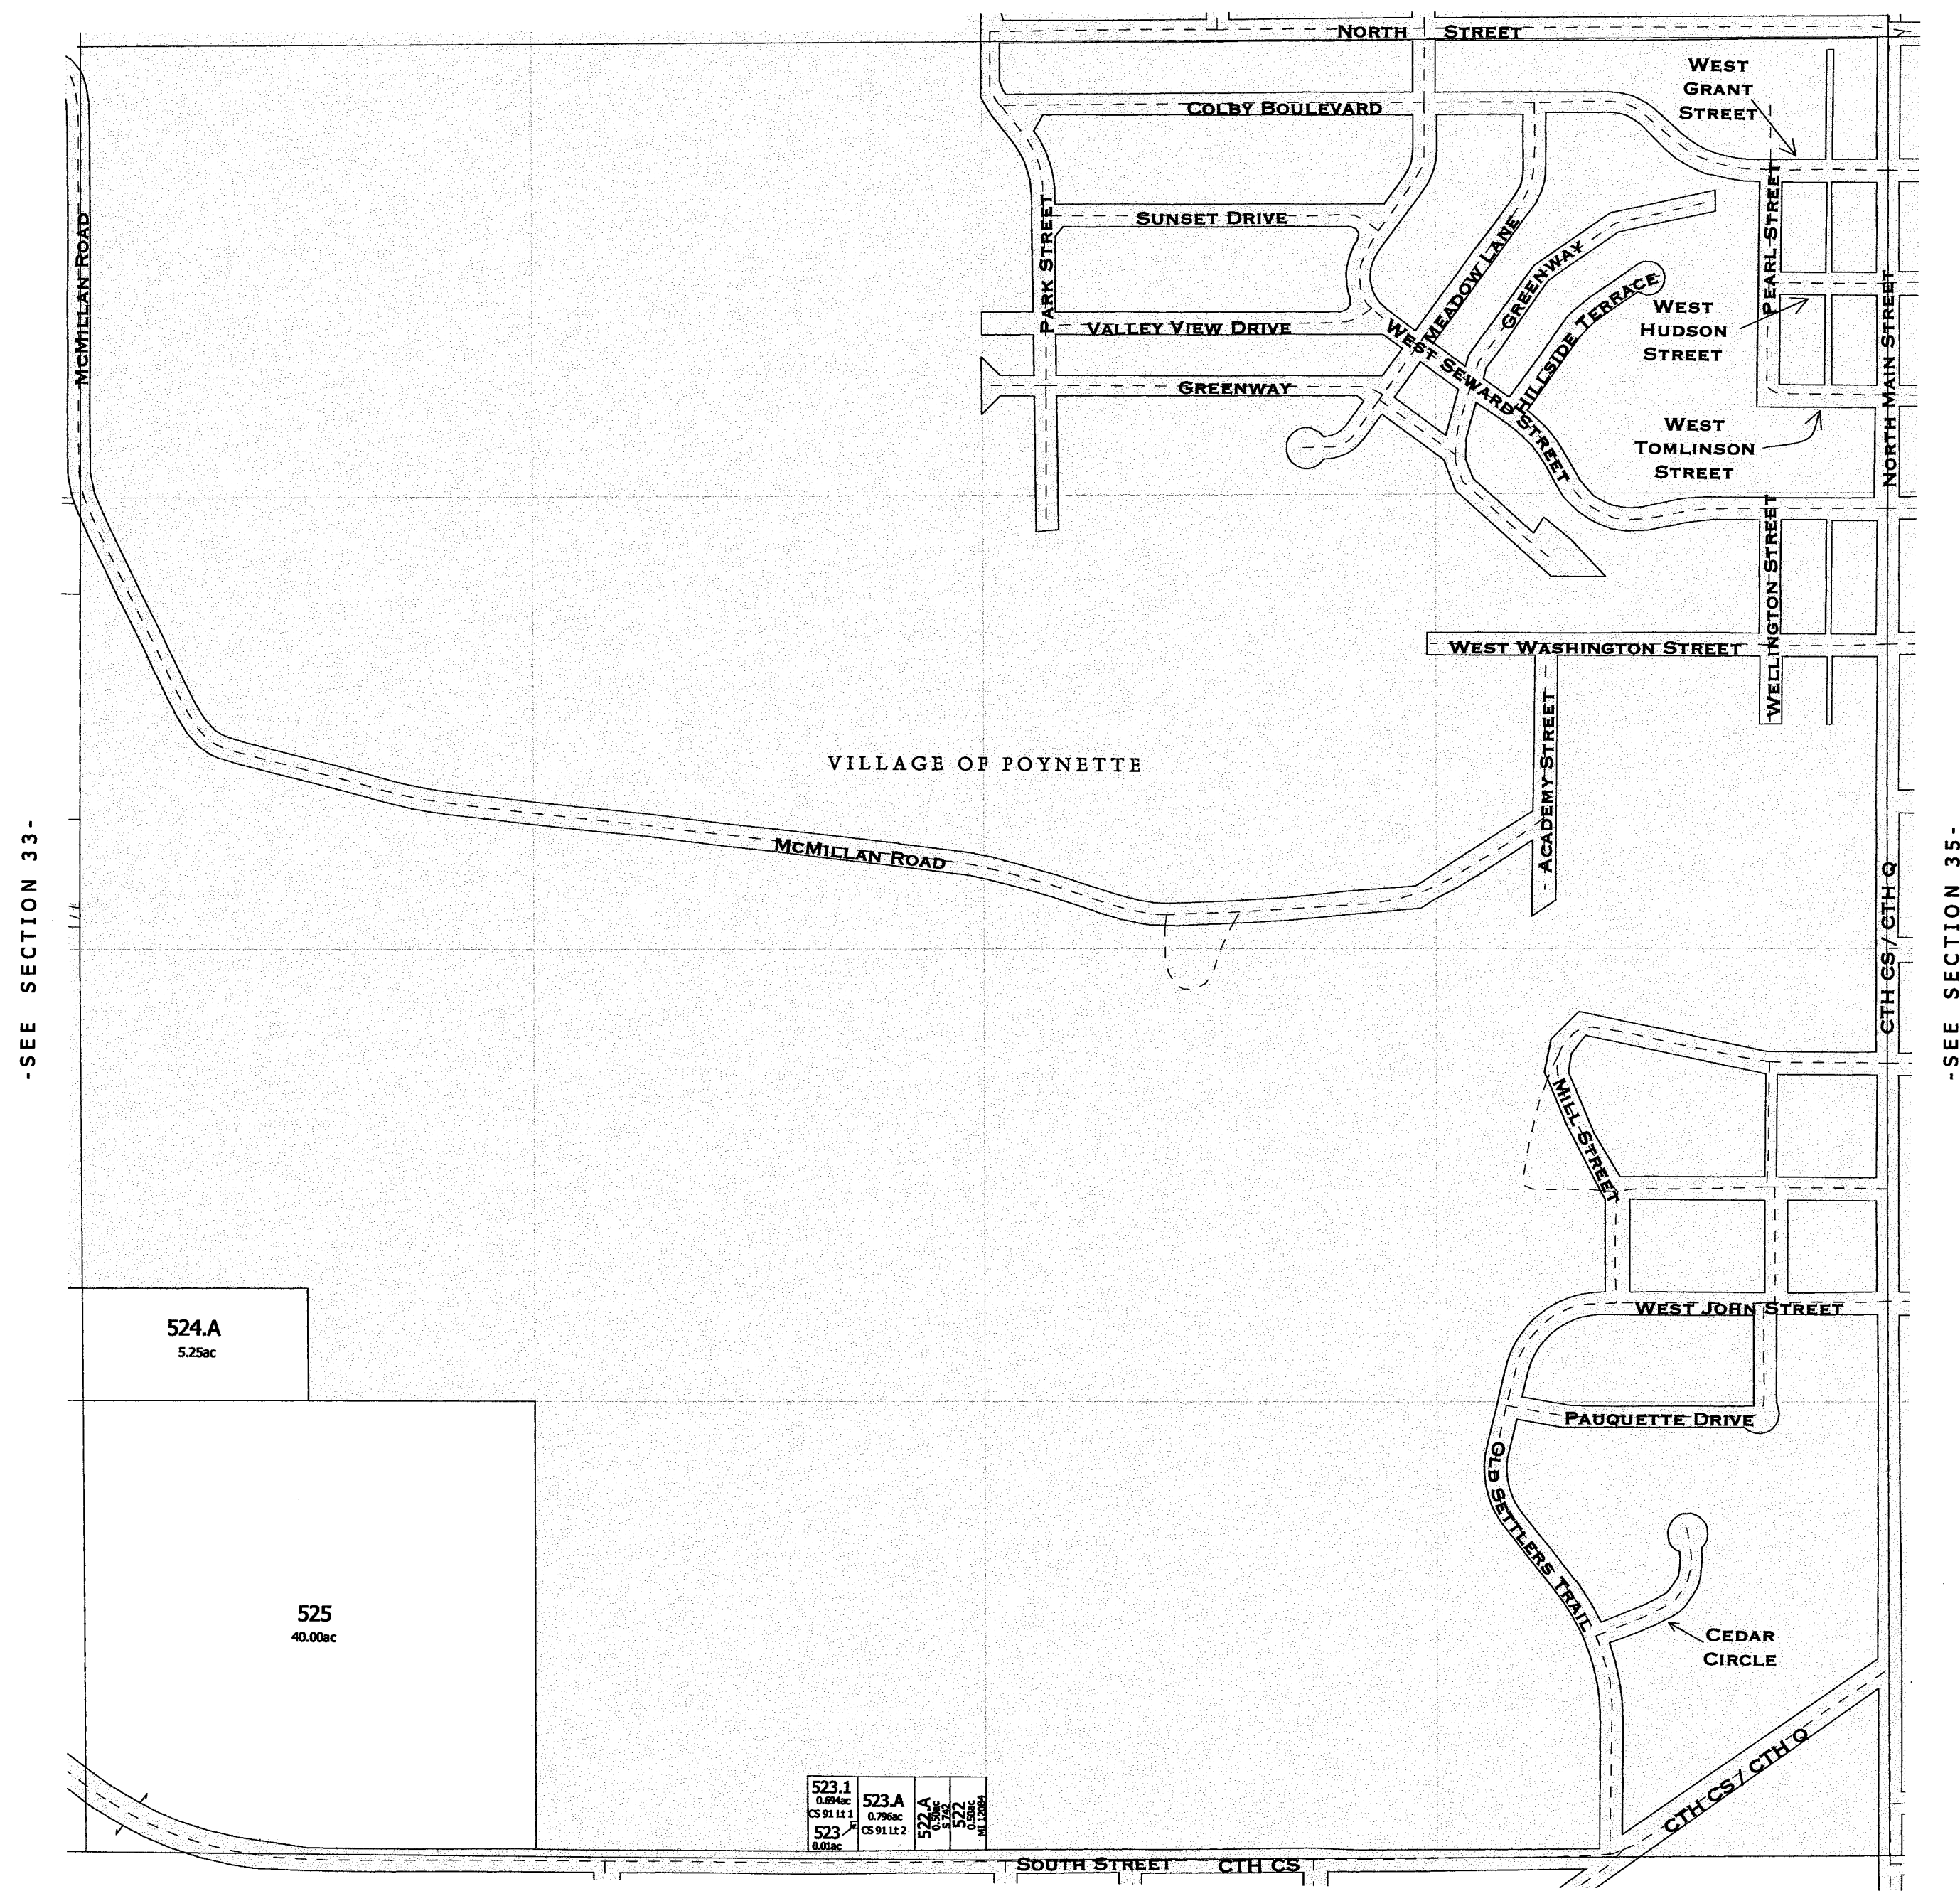 NORTH STREET
WEST
GRANT
STREET
COLBY BOULEVARD
MCMILLAN ROAD
PARK STREET
SUNSET DRIVE
MEADOW LANE
GREENWAY
HILLSIDE TERRACE
PEARL STREET
NORTH MAIN STREET
WEST
HUDSON
STREET
VALLEY VIEW DRIVE
WEST SEWARD STREET
GREENWAY
WEST
TOMLINSON
STREET
WELLINGTON STREET
WEST WASHINGTON STREET
ACADEMY STREET
VILLAGE OF POYNETTE
MCMILLAN ROAD
-SEE SECTION 33-
-SEE SECTION 35-
CTH CS / CTH Q
MILL STREET
WEST JOHN STREET
524.A
5.25ac
PAUQUETTE DRIVE
OLD SETTLERS TRAIL
525
40.00ac
CEDAR
CIRCLE
CTH CS / CTH Q
523.1
0.694ac
CS 91 Lt 1
523
0.01ac
523.A
0.796ac
CS 91 Lt 2
522.A
0.50ac
S 742
522
0.50ac
MI 12084
SOUTH STREET CTH CS